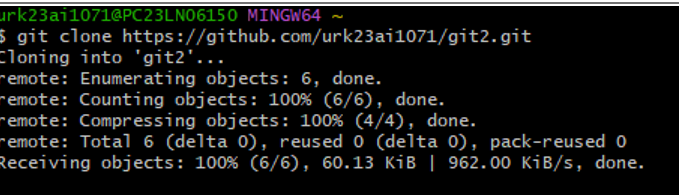 urk23ai1071@PC23LN06150 MINGW64 ~
$ git clone https://github.com/urk23ai1071/git2.git
Cloning into 'git2'...
remote: Enumerating objects: 6, done.
remote: Counting objects: 100% (6/6), done.
remote: Compressing objects: 100% (4/4), done.
remote: Total 6 (delta 0), reused 0 (delta 0), pack-reused 0
Receiving objects: 100% (6/6), 60.13 KiB | 962.00 KiB/s, done.